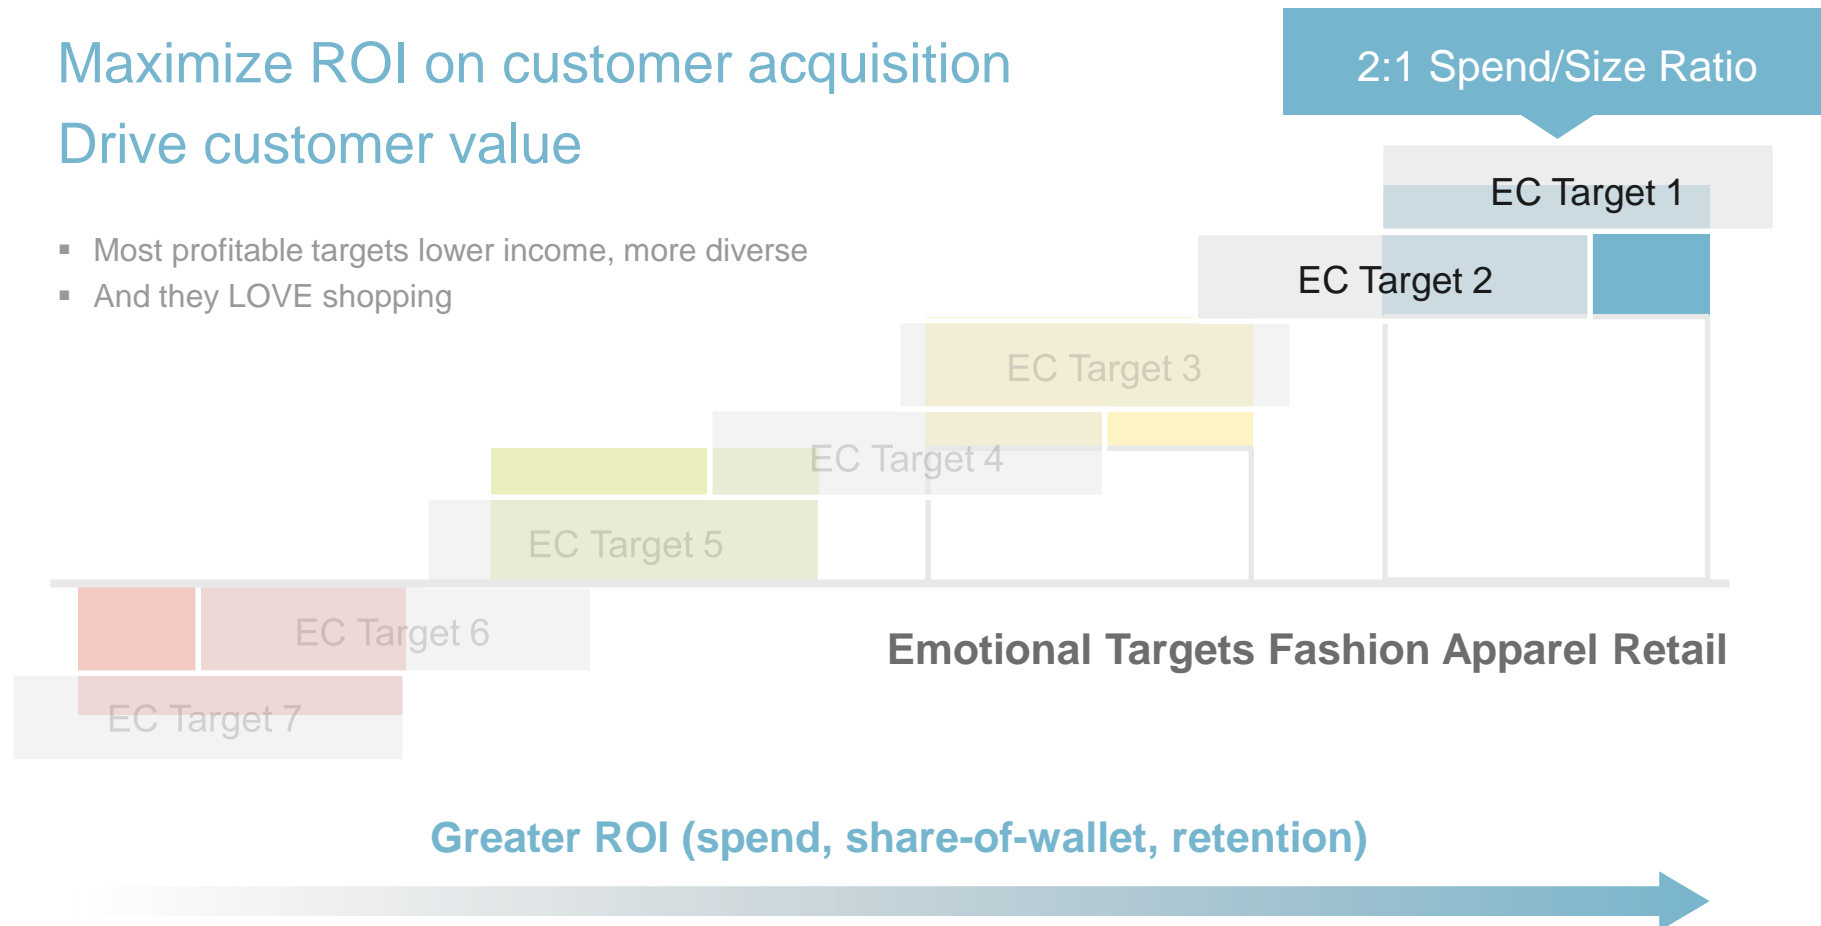 Maximize ROI on customer acquisition
Drive customer value
2:1 Spend/Size Ratio
▪ Most profitable targets lower income, more diverse
▪ And they LOVE shopping
EC Target 1
EC Target 2
EC Target 3
EC Target 4
EC Target 5
EC Target 6
EC Target 7
Emotional Targets Fashion Apparel Retail
Greater ROI (spend, share-of-wallet, retention)